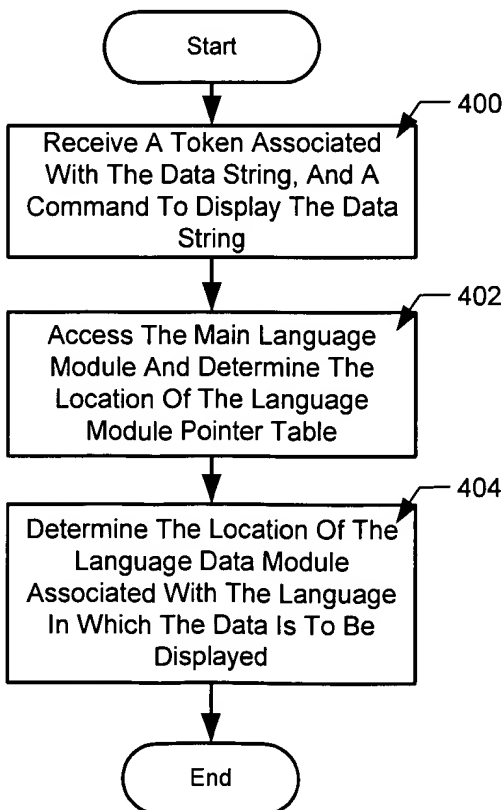 Start
400
Receive A Token Associated
With The Data String, And A
Command To Display The Data
String
402
Access The Main Language
Module And Determine The
Location Of The Language
Module Pointer Table
404
Determine The Location Of The
Language Data Module
Associated With The Language
In Which The Data Is To Be
Displayed
End